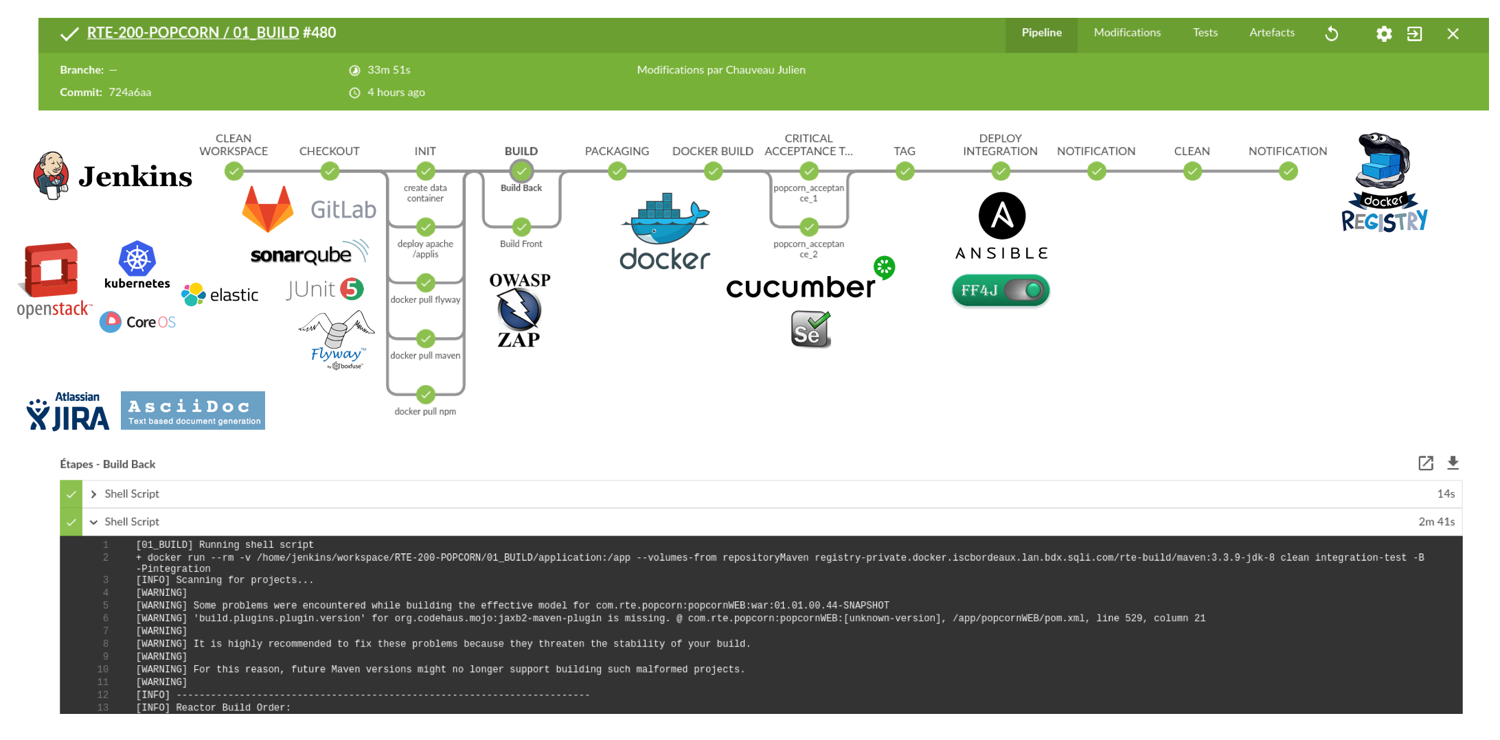 RTE-200-POPCORN / 01_BUILD #480
Pipeline
Modifications
Tests
Artefacts
Branche: —
33m 51s
Modifications par Chauveau Julien
Commit: 724a6aa
4 hours ago
CLEAN
WORKSPACE
CHECKOUT
INIT
BUILD
PACKAGING
DOCKER BUILD
CRITICAL
ACCEPTANCE T...
TAG
DEPLOY
INTEGRATION
NOTIFICATION
CLEAN
NOTIFICATION
Jenkins
create data
container
deploy apache
/applis
docker pull flyway
docker pull maven
docker pull npm
Build Back
Build Front
popcorn_acceptan
ce_1
popcorn_acceptan
ce_2
GitLab
sonarqube
JUnit 5
Flyway™
by boxfuse
openstack™
kubernetes
elastic
CoreOS
OWASP
ZAP
docker
cucumber
Se
A
ANSIBLE
FF4J
docker
REGISTRY
Atlassian
JIRA
AsciiDoc
Text based document generation
Étapes - Build Back
Shell Script
14s
Shell Script
2m 41s
1 [01_BUILD] Running shell script
2 + docker run --rm -v /home/jenkins/workspace/RTE-200-POPCORN/01_BUILD/application:/app --volumes-from repositoryMaven registry-private.docker.iscbordeaux.lan.bdx.sqli.com/rte-build/maven:3.3.9-jdk-8 clean integration-test -B
-Pintegration
3 [INFO] Scanning for projects...
4 [WARNING]
5 [WARNING] Some problems were encountered while building the effective model for com.rte.popcorn:popcornWEB:war:01.01.00.44-SNAPSHOT
6 [WARNING] 'build.plugins.plugin.version' for org.codehaus.mojo:jaxb2-maven-plugin is missing. @ com.rte.popcorn:popcornWEB:[unknown-version], /app/popcornWEB/pom.xml, line 529, column 21
7 [WARNING]
8 [WARNING] It is highly recommended to fix these problems because they threaten the stability of your build.
9 [WARNING]
10 [WARNING] For this reason, future Maven versions might no longer support building such malformed projects.
11 [WARNING]
12 [INFO] ------------------------------------------------------------------------
13 [INFO] Reactor Build Order: